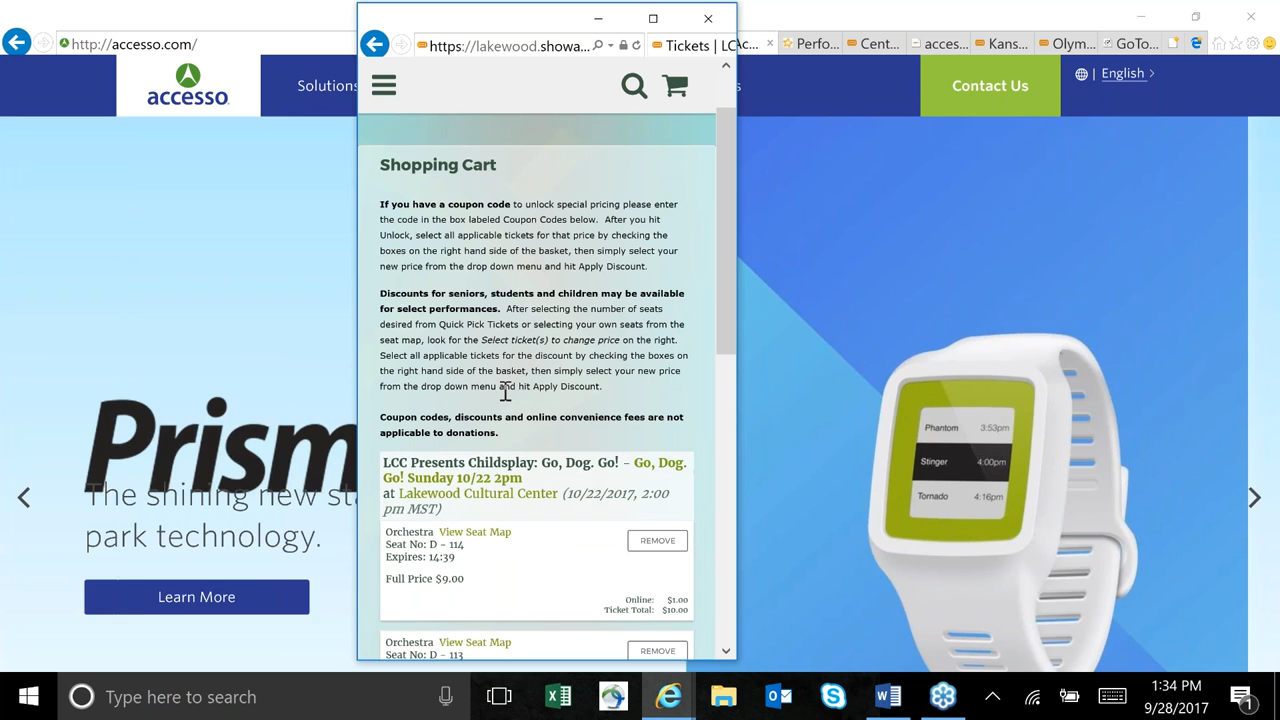 http://accesso.com/
https://lakewood.showa...
Tickets | LC
Ac...
Perfo...
Cent...
acces...
Kans...
Olym...
GoTo...
accesso
Solutions
s
Contact Us
English
Shopping Cart
If you have a coupon code to unlock special pricing please enter
the code in the box labeled Coupon Codes below. After you hit
Unlock, select all applicable tickets for that price by checking the
boxes on the right hand side of the basket, then simply select your
new price from the drop down menu and hit Apply Discount.
Discounts for seniors, students and children may be available
for select performances. After selecting the number of seats
desired from Quick Pick Tickets or selecting your own seats from the
seat map, look for the Select ticket(s) to change price on the right.
Select all applicable tickets for the discount by checking the boxes on
the right hand side of the basket, then simply select your new price
from the drop down menu and hit Apply Discount.
Coupon codes, discounts and online convenience fees are not
applicable to donations.
LCC Presents Childsplay: Go, Dog. Go! - Go, Dog.
Go! Sunday 10/22 2pm
at Lakewood Cultural Center (10/22/2017, 2:00
pm MST)
Orchestra View Seat Map
Seat No: D - 114
Expires: 14:39
REMOVE
Full Price $9.00
Online: $1.00
Ticket Total: $10.00
Orchestra View Seat Map
Seat No: D - 113
REMOVE
Prism
The shining new sta
park technology.
Learn More
Phantom 3:53pm
Stinger 4:00pm
Tornado 4:16pm
Type here to search
1:34 PM
9/28/2017
1